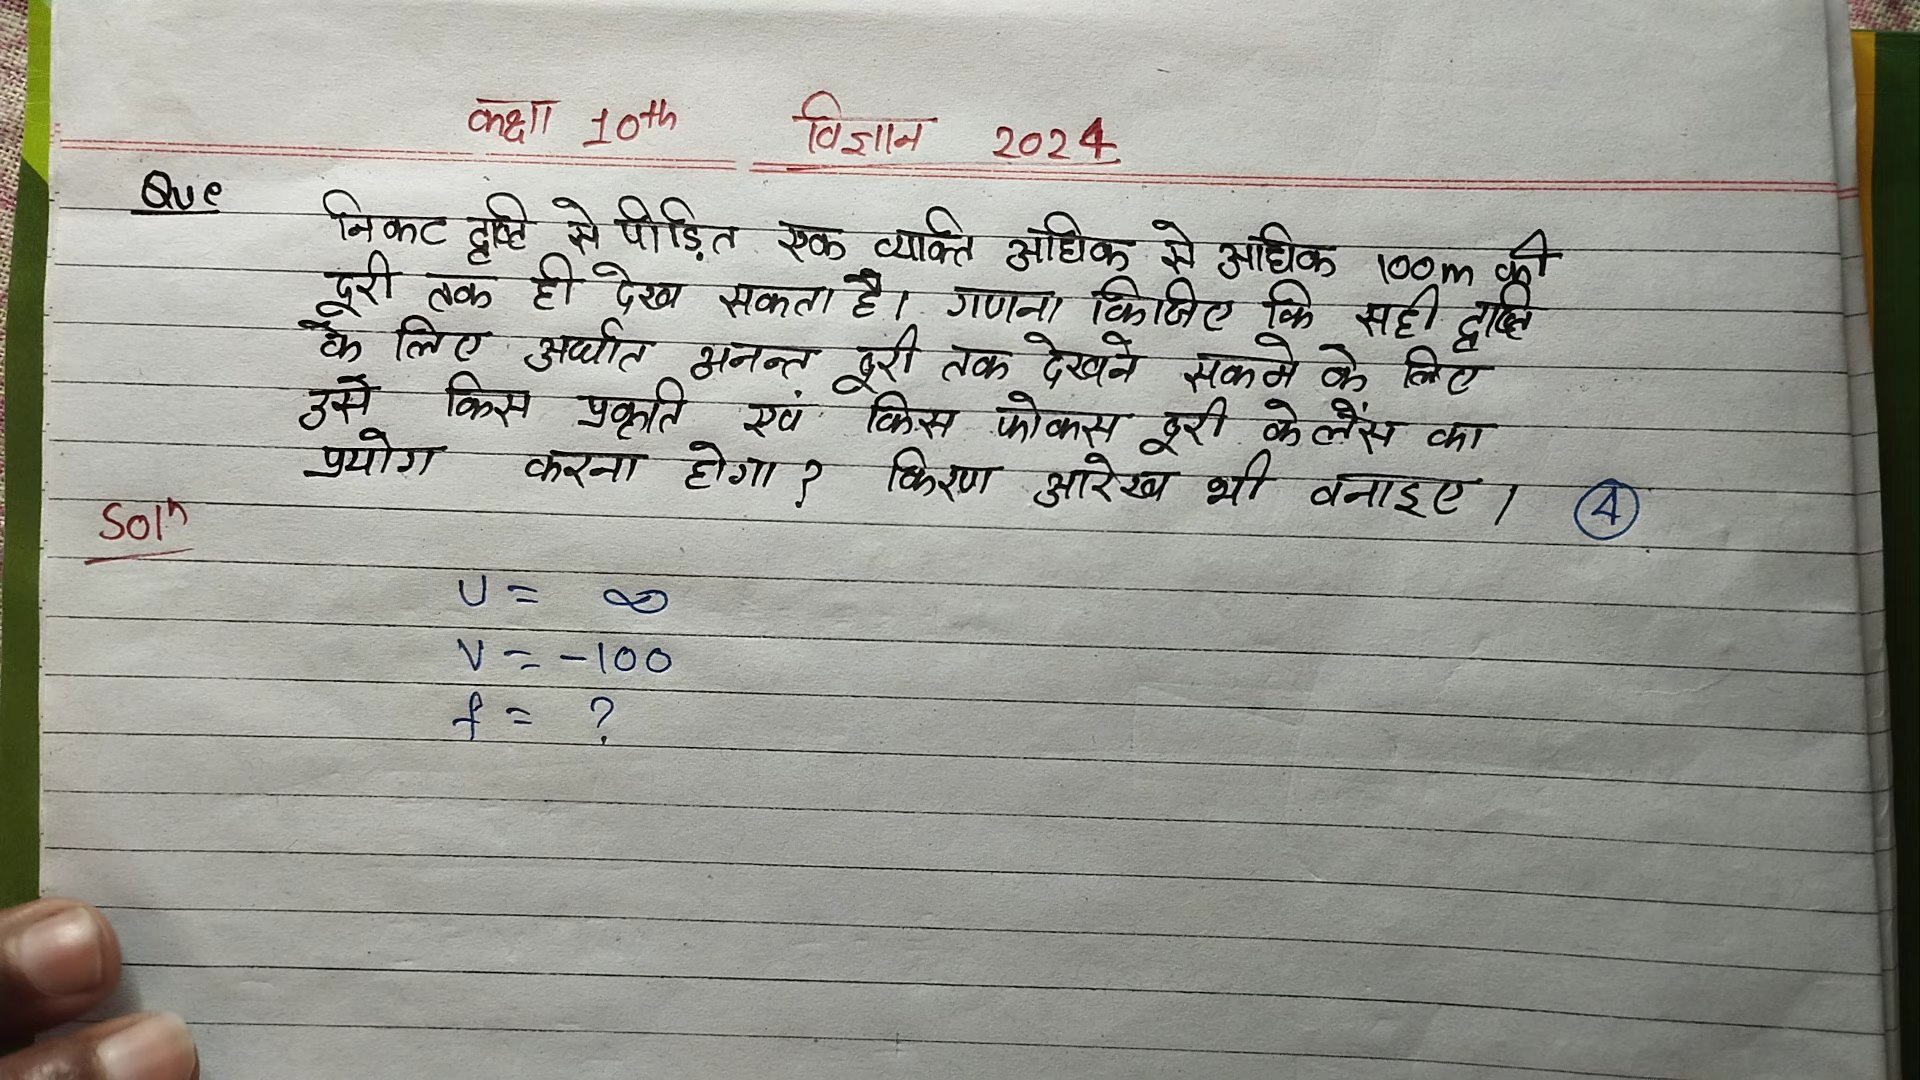 कक्षा 10th विज्ञान 2024
Que
निकट दृष्टि से पीड़ित एक व्यक्ति अधिक से अधिक 100m की
दूरी तक ही देख सकता है। गणना किजिए कि सही दृष्टि
के लिए अर्थात अनन्त दूरी तक देखने सकने के लिए
उसे किस प्रकृति एवं किस फोकस दूरी के लेंस का
प्रयोग करना होगा? किरण आरेख भी वनाइए। 4
Solⁿ
U = ∞
V = -100
f = ?